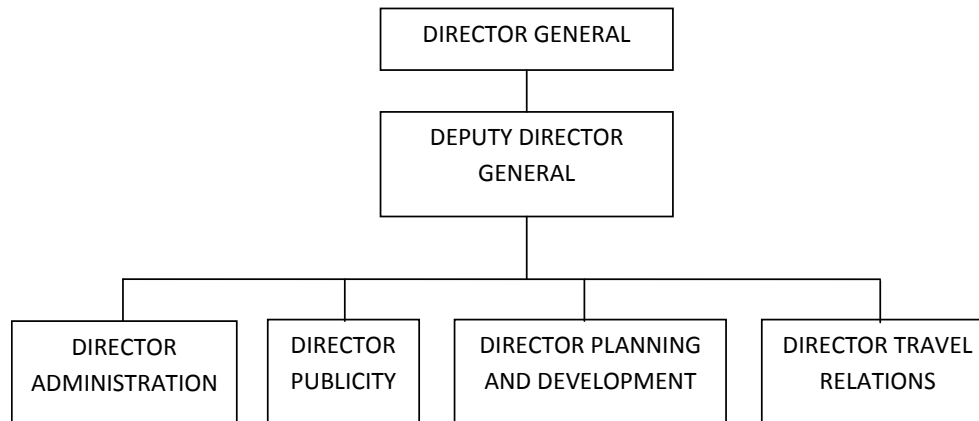 DIRECTOR GENERAL
DEPUTY DIRECTOR
GENERAL
DIRECTOR
ADMINISTRATION
DIRECTOR
PUBLICITY
DIRECTOR PLANNING
AND DEVELOPMENT
DIRECTOR TRAVEL
RELATIONS